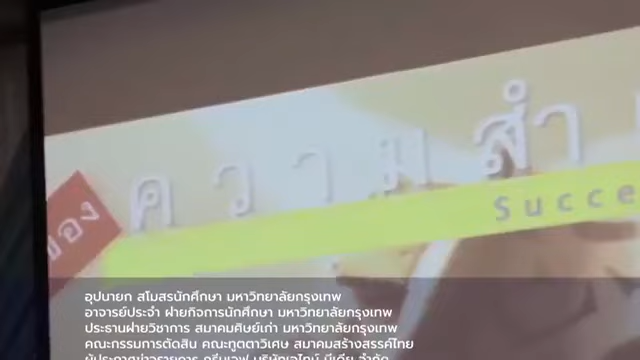 ของ
ความสำ
Succe
อุปนายก สโมสรนักศึกษา มหาวิทยาลัยกรุงเทพ
อาจารย์ประจำ ฝ่ายกิจการนักศึกษา มหาวิทยาลัยกรุงเทพ
ประธานฝ่ายวิชาการ สมาคมศิษย์เก่า มหาวิทยาลัยกรุงเทพ
คณะกรรมการตัดสิน คณะทูตตาวิเศษ สมาคมสร้างสรรค์ไทย